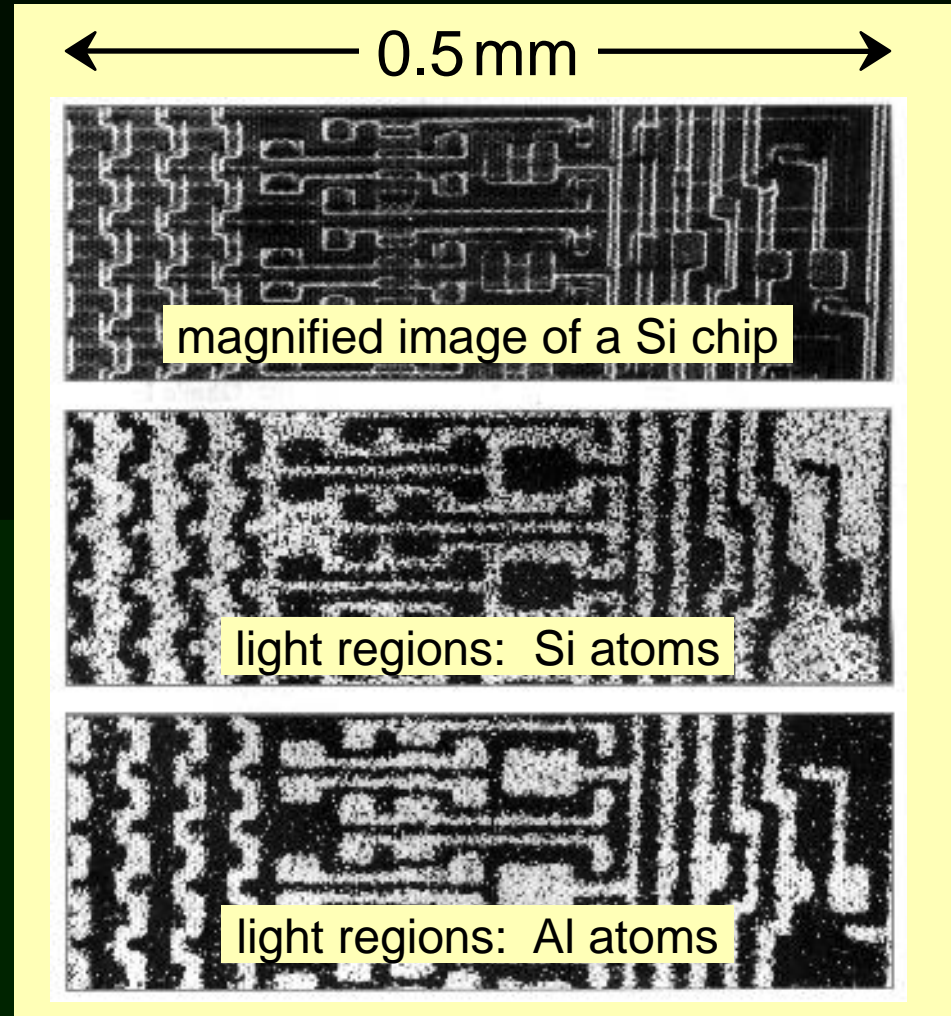 0.5 mm
magnified image of a Si chip
light regions: Si atoms
light regions: Al atoms